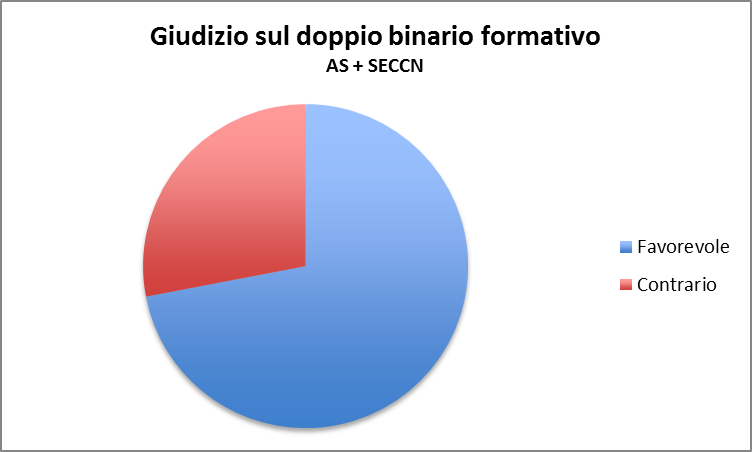 Giudizio sul doppio binario formativo
AS + SECCN
Favorevole
Contrario